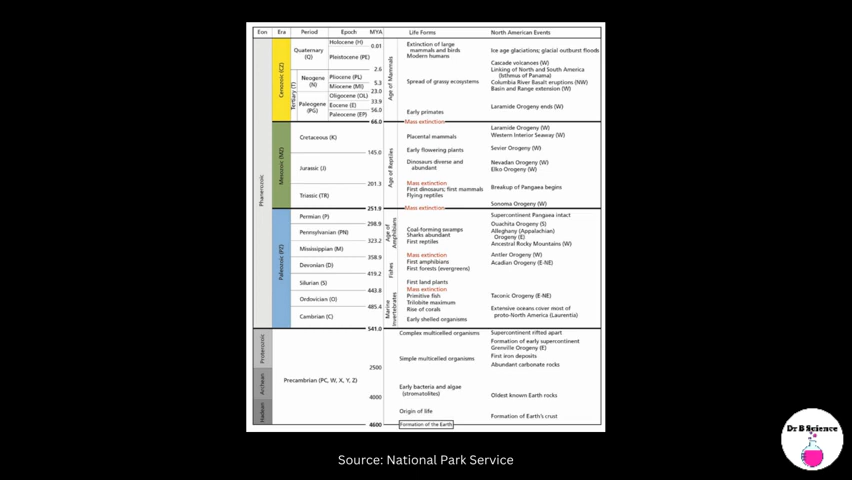 Eon Era Period Epoch MYA Life Forms North American Events
Phanerozoic
Proterozoic
Archean
Hadean
Cenozoic (CZ)
Mesozoic (MZ)
Paleozoic (PZ)
Quaternary
(Q)
Tertiary (T)
Neogene
(N)
Paleogene
(PG)
Cretaceous (K)
Jurassic (J)
Triassic (TR)
Permian (P)
Pennsylvanian (PN)
Mississippian (M)
Devonian (D)
Silurian (S)
Ordovician (O)
Cambrian (C)
Precambrian (PC, W, X, Y, Z)
Holocene (H)
Pleistocene (PE)
Pliocene (PL)
Miocene (MI)
Oligocene (OL)
Eocene (E)
Paleocene (EP)
0.01
2.6
5.3
23.0
33.9
56.0
66.0
145.0
201.3
251.9
298.9
323.2
358.9
419.2
443.8
485.4
541.0
2500
4000
4600
Age of Mammals
Age of Reptiles
Age of
Amphibians
Fishes
Marine
Invertebrates
Extinction of large
mammals and birds
Modern humans
Spread of grassy ecosystems
Early primates
Mass extinction
Placental mammals
Early flowering plants
Dinosaurs diverse and
abundant
Mass extinction
First dinosaurs; first mammals
Flying reptiles
Mass extinction
Coal-forming swamps
Sharks abundant
First reptiles
Mass extinction
First amphibians
First forests (evergreens)
First land plants
Mass extinction
Primitive fish
Trilobite maximum
Rise of corals
Early shelled organisms
Complex multicelled organisms
Simple multicelled organisms
Early bacteria and algae
(stromatolites)
Origin of life
Formation of the Earth
Ice age glaciations; glacial outburst floods
Cascade volcanoes (W)
Linking of North and South America
(Isthmus of Panama)
Columbia River Basalt eruptions (NW)
Basin and Range extension (W)
Laramide Orogeny ends (W)
Laramide Orogeny (W)
Western Interior Seaway (W)
Sevier Orogeny (W)
Nevadan Orogeny (W)
Elko Orogeny (W)
Breakup of Pangaea begins
Sonoma Orogeny (W)
Supercontinent Pangaea intact
Ouachita Orogeny (S)
Alleghany (Appalachian)
Orogeny (E)
Ancestral Rocky Mountains (W)
Antler Orogeny (W)
Acadian Orogeny (E-NE)
Taconic Orogeny (E-NE)
Extensive oceans cover most of
proto-North America (Laurentia)
Supercontinent rifted apart
Formation of early supercontinent
Grenville Orogeny (E)
First iron deposits
Abundant carbonate rocks
Oldest known Earth rocks
Formation of Earth's crust
Dr B Science
Source: National Park Service